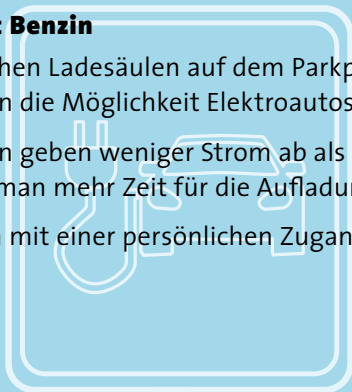 Benzin
hen Ladesäulen auf dem Parkp
n die Möglichkeit Elektroautos
n geben weniger Strom ab als
man mehr Zeit für die Aufladu
mit einer persönlichen Zugan